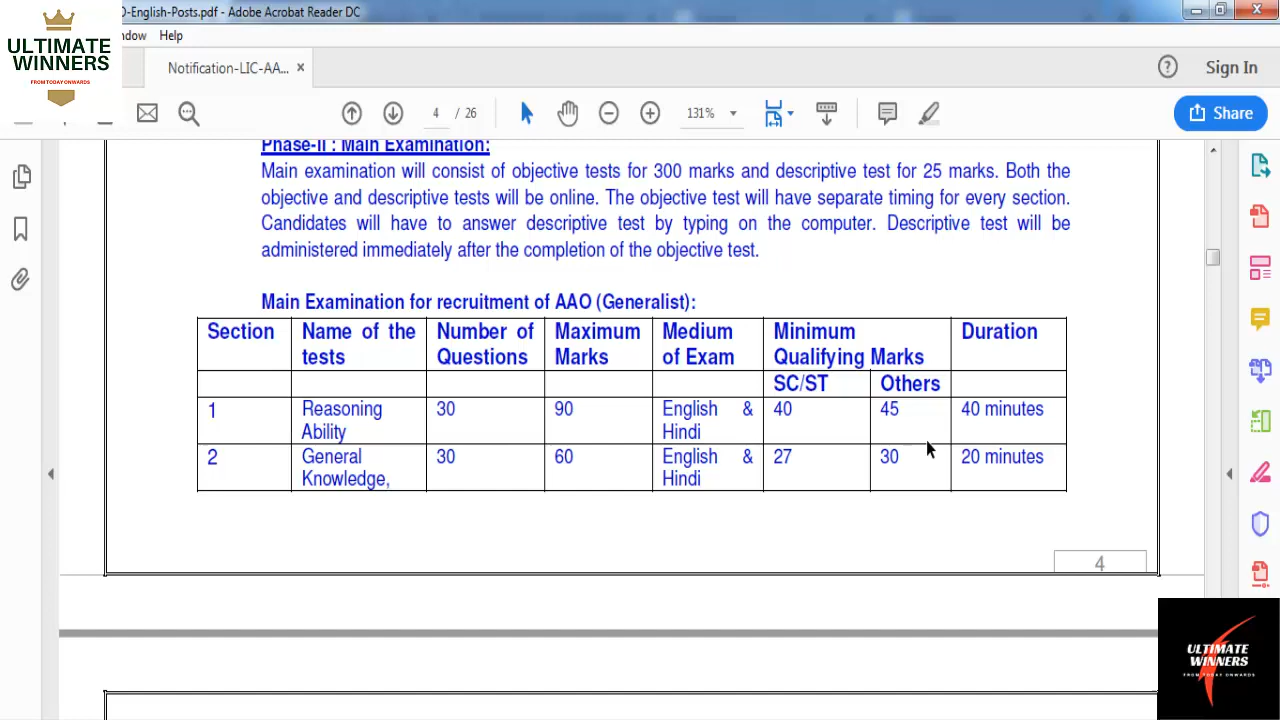 O-English-Posts.pdf - Adobe Acrobat Reader DC
ULTIMATE
WINNERS
FROM TODAY ONWARDS
ndow Help
Notification-LIC-AA... ×
? Sign In
4 / 26
131%
Share
Phase-II : Main Examination:
Main examination will consist of objective tests for 300 marks and descriptive test for 25 marks. Both the
objective and descriptive tests will be online. The objective test will have separate timing for every section.
Candidates will have to answer descriptive test by typing on the computer. Descriptive test will be
administered immediately after the completion of the objective test.
Main Examination for recruitment of AAO (Generalist):
Section Name of the Number of Maximum Medium Minimum Duration
tests Questions Marks of Exam Qualifying Marks
SC/ST Others
1 Reasoning 30 90 English & 40 45 40 minutes
Ability Hindi
2 General 30 60 English & 27 30 20 minutes
Knowledge, Hindi
4
ULTIMATE
WINNERS
FROM TODAY ONWARDS